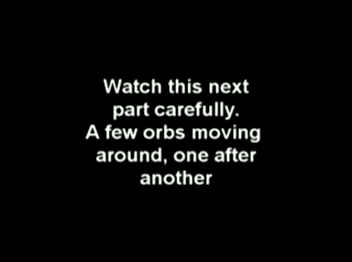 Watch this next
part carefully.
A few orbs moving
around, one after
another